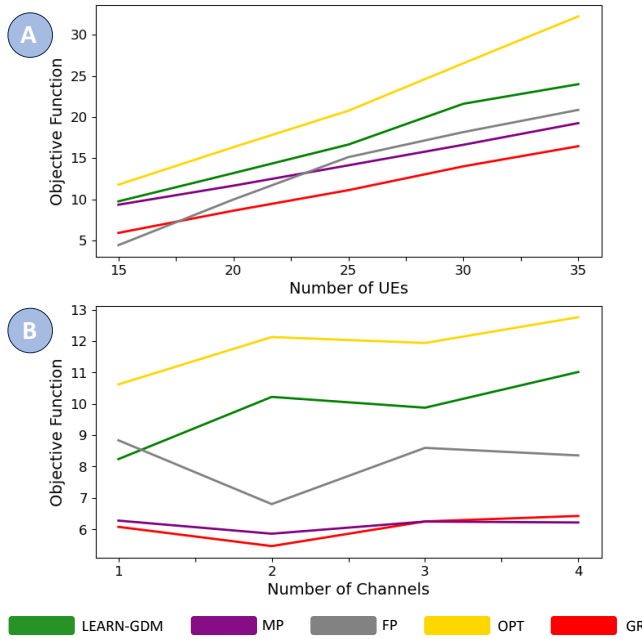 A
Objective Function
30
25
20
15
10
5
15 20 25 30 35
Number of UEs
B
Objective Function
13
12
11
10
9
8
7
6
1 2 3 4
Number of Channels
LEARN-GDM MP FP OPT GR